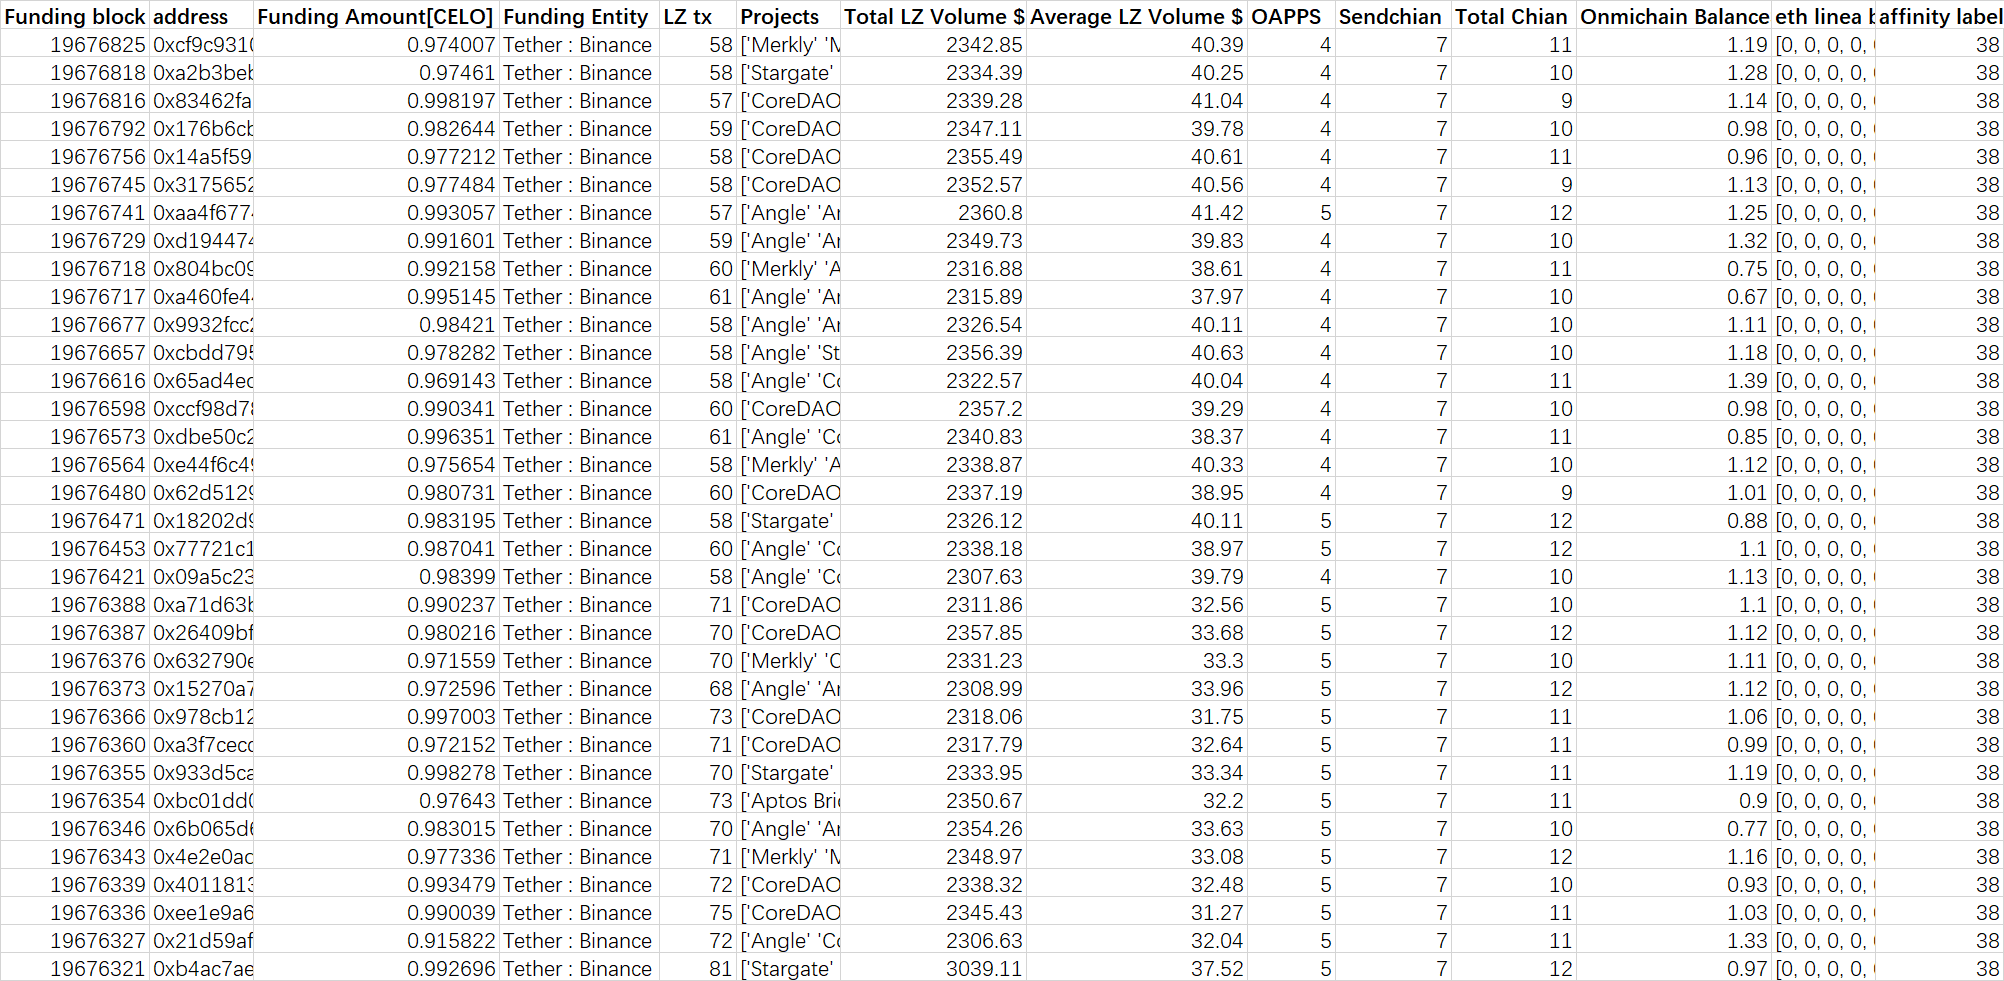 Funding block address Funding Amount[CELO] Funding Entity LZ tx Projects Total LZ Volume $ Average LZ Volume $ OAPPS Sendchian Total Chian Onmichain Balance eth linea b affinity label
19676825 0xcf9c931( 0.974007 Tether : Binance 58 ['Merkly' 'M 2342.85 40.39 4 7 11 1.19 [0, 0, 0, 0, 38
19676818 0xa2b3beb 0.97461 Tether : Binance 58 ['Stargate' 2334.39 40.25 4 7 10 1.28 [0, 0, 0, 0, 38
19676816 0x83462fa 0.998197 Tether : Binance 57 ['CoreDAO 2339.28 41.04 4 7 9 1.14 [0, 0, 0, 0, 38
19676792 0x176b6cb 0.982644 Tether : Binance 59 ['CoreDAO 2347.11 39.78 4 7 10 0.98 [0, 0, 0, 0, 38
19676756 0x14a5f59 0.977212 Tether : Binance 58 ['CoreDAO 2355.49 40.61 4 7 11 0.96 [0, 0, 0, 0, 38
19676745 0x3175652 0.977484 Tether : Binance 58 ['CoreDAO 2352.57 40.56 4 7 9 1.13 [0, 0, 0, 0, 38
19676741 0xaa4f677 0.993057 Tether : Binance 57 ['Angle' 'Ar 2360.8 41.42 5 7 12 1.25 [0, 0, 0, 0, 38
19676729 0xd194474 0.991601 Tether : Binance 59 ['Angle' 'Ar 2349.73 39.83 4 7 10 1.32 [0, 0, 0, 0, 38
19676718 0x804bc09 0.992158 Tether : Binance 60 ['Merkly' 'A 2316.88 38.61 4 7 11 0.75 [0, 0, 0, 0, 38
19676717 0xa460fe4 0.995145 Tether : Binance 61 ['Angle' 'Ar 2315.89 37.97 4 7 10 0.67 [0, 0, 0, 0, 38
19676677 0x9932fcc2 0.98421 Tether : Binance 58 ['Angle' 'Ar 2326.54 40.11 4 7 10 1.11 [0, 0, 0, 0, 38
19676657 0xcbdd795 0.978282 Tether : Binance 58 ['Angle' 'St 2356.39 40.63 4 7 10 1.18 [0, 0, 0, 0, 38
19676616 0x65ad4ec 0.969143 Tether : Binance 58 ['Angle' 'Co 2322.57 40.04 4 7 11 1.39 [0, 0, 0, 0, 38
19676598 0xccf98d78 0.990341 Tether : Binance 60 ['CoreDAO 2357.2 39.29 4 7 10 0.98 [0, 0, 0, 0, 38
19676573 0xdbe50c2 0.996351 Tether : Binance 61 ['Angle' 'Co 2340.83 38.37 4 7 11 0.85 [0, 0, 0, 0, 38
19676564 0xe44f6c49 0.975654 Tether : Binance 58 ['Merkly' 'A 2338.87 40.33 4 7 10 1.12 [0, 0, 0, 0, 38
19676480 0x62d5129 0.980731 Tether : Binance 60 ['CoreDAO 2337.19 38.95 4 7 9 1.01 [0, 0, 0, 0, 38
19676471 0x18202d9 0.983195 Tether : Binance 58 ['Stargate' 2326.12 40.11 5 7 12 0.88 [0, 0, 0, 0, 38
19676453 0x77721c1 0.987041 Tether : Binance 60 ['Angle' 'Co 2338.18 38.97 5 7 12 1.1 [0, 0, 0, 0, 38
19676421 0x09a5c23 0.98399 Tether : Binance 58 ['Angle' 'Co 2307.63 39.79 4 7 10 1.13 [0, 0, 0, 0, 38
19676388 0xa71d63b 0.990237 Tether : Binance 71 ['CoreDAO 2311.86 32.56 5 7 10 1.1 [0, 0, 0, 0, 38
19676387 0x26409bf 0.980216 Tether : Binance 70 ['CoreDAO 2357.85 33.68 5 7 12 1.12 [0, 0, 0, 0, 38
19676376 0x632790e 0.971559 Tether : Binance 70 ['Merkly' 'C 2331.23 33.3 5 7 10 1.11 [0, 0, 0, 0, 38
19676373 0x15270a7 0.972596 Tether : Binance 68 ['Angle' 'Ar 2308.99 33.96 5 7 12 1.12 [0, 0, 0, 0, 38
19676366 0x978cb12 0.997003 Tether : Binance 73 ['CoreDAO 2318.06 31.75 5 7 11 1.06 [0, 0, 0, 0, 38
19676360 0xa3f7cecc 0.972152 Tether : Binance 71 ['CoreDAO 2317.79 32.64 5 7 11 0.99 [0, 0, 0, 0, 38
19676355 0x933d5ca 0.998278 Tether : Binance 70 ['Stargate' 2333.95 33.34 5 7 11 1.19 [0, 0, 0, 0, 38
19676354 0xbc01dd0 0.97643 Tether : Binance 73 ['Aptos Bri 2350.67 32.2 5 7 11 0.9 [0, 0, 0, 0, 38
19676346 0x6b065d6 0.983015 Tether : Binance 70 ['Angle' 'Ar 2354.26 33.63 5 7 10 0.77 [0, 0, 0, 0, 38
19676343 0x4e2e0ac 0.977336 Tether : Binance 71 ['Merkly' 'M 2348.97 33.08 5 7 12 1.16 [0, 0, 0, 0, 38
19676339 0x4011813 0.993479 Tether : Binance 72 ['CoreDAO 2338.32 32.48 5 7 10 0.93 [0, 0, 0, 0, 38
19676336 0xee1e9a6 0.990039 Tether : Binance 75 ['CoreDAO 2345.43 31.27 5 7 11 1.03 [0, 0, 0, 0, 38
19676327 0x21d59af 0.915822 Tether : Binance 72 ['Angle' 'Co 2306.63 32.04 5 7 11 1.33 [0, 0, 0, 0, 38
19676321 0xb4ac7ae 0.992696 Tether : Binance 81 ['Stargate' 3039.11 37.52 5 7 12 0.97 [0, 0, 0, 0, 38